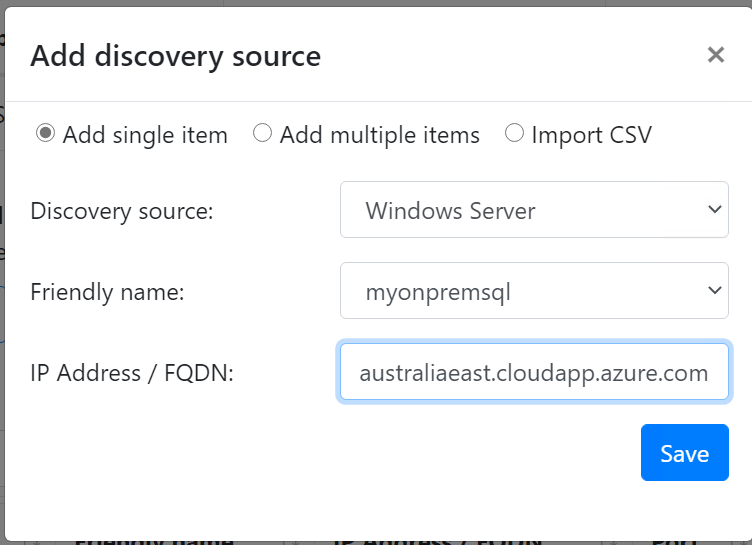 Add discovery source ×
Add single item Add multiple items Import CSV
Discovery source: Windows Server
Friendly name: myonpremsql
IP Address / FQDN: australiaeast.cloudapp.azure.com
Save